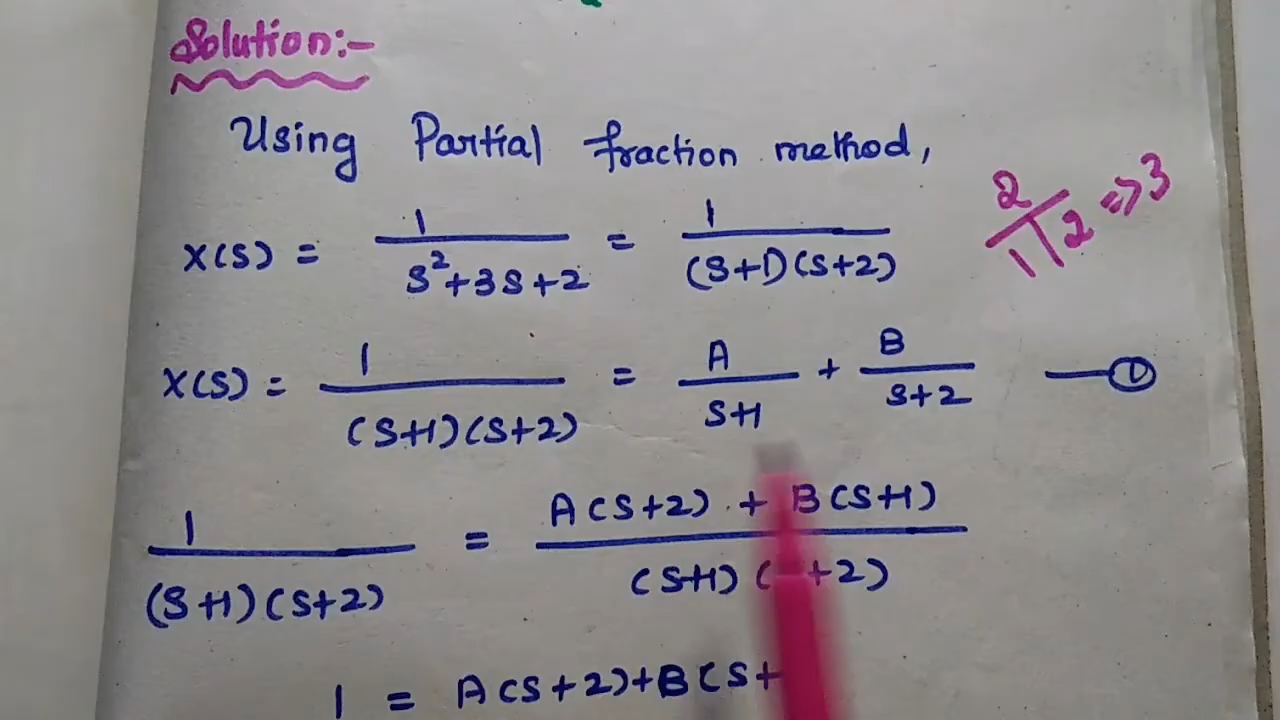 Solution:-
Using Partial fraction method,
X(S) = 1 / S²+3S+2 = 1 / (S+1)(S+2)
2 / 1 | 2 => 3
X(S) = 1 / (S+1)(S+2) = A / S+1 + B / S+2 — ①
1 / (S+1)(S+2) = A(S+2) + B(S+1) / (S+1)( +2)
1 = A(S+2)+B(S+